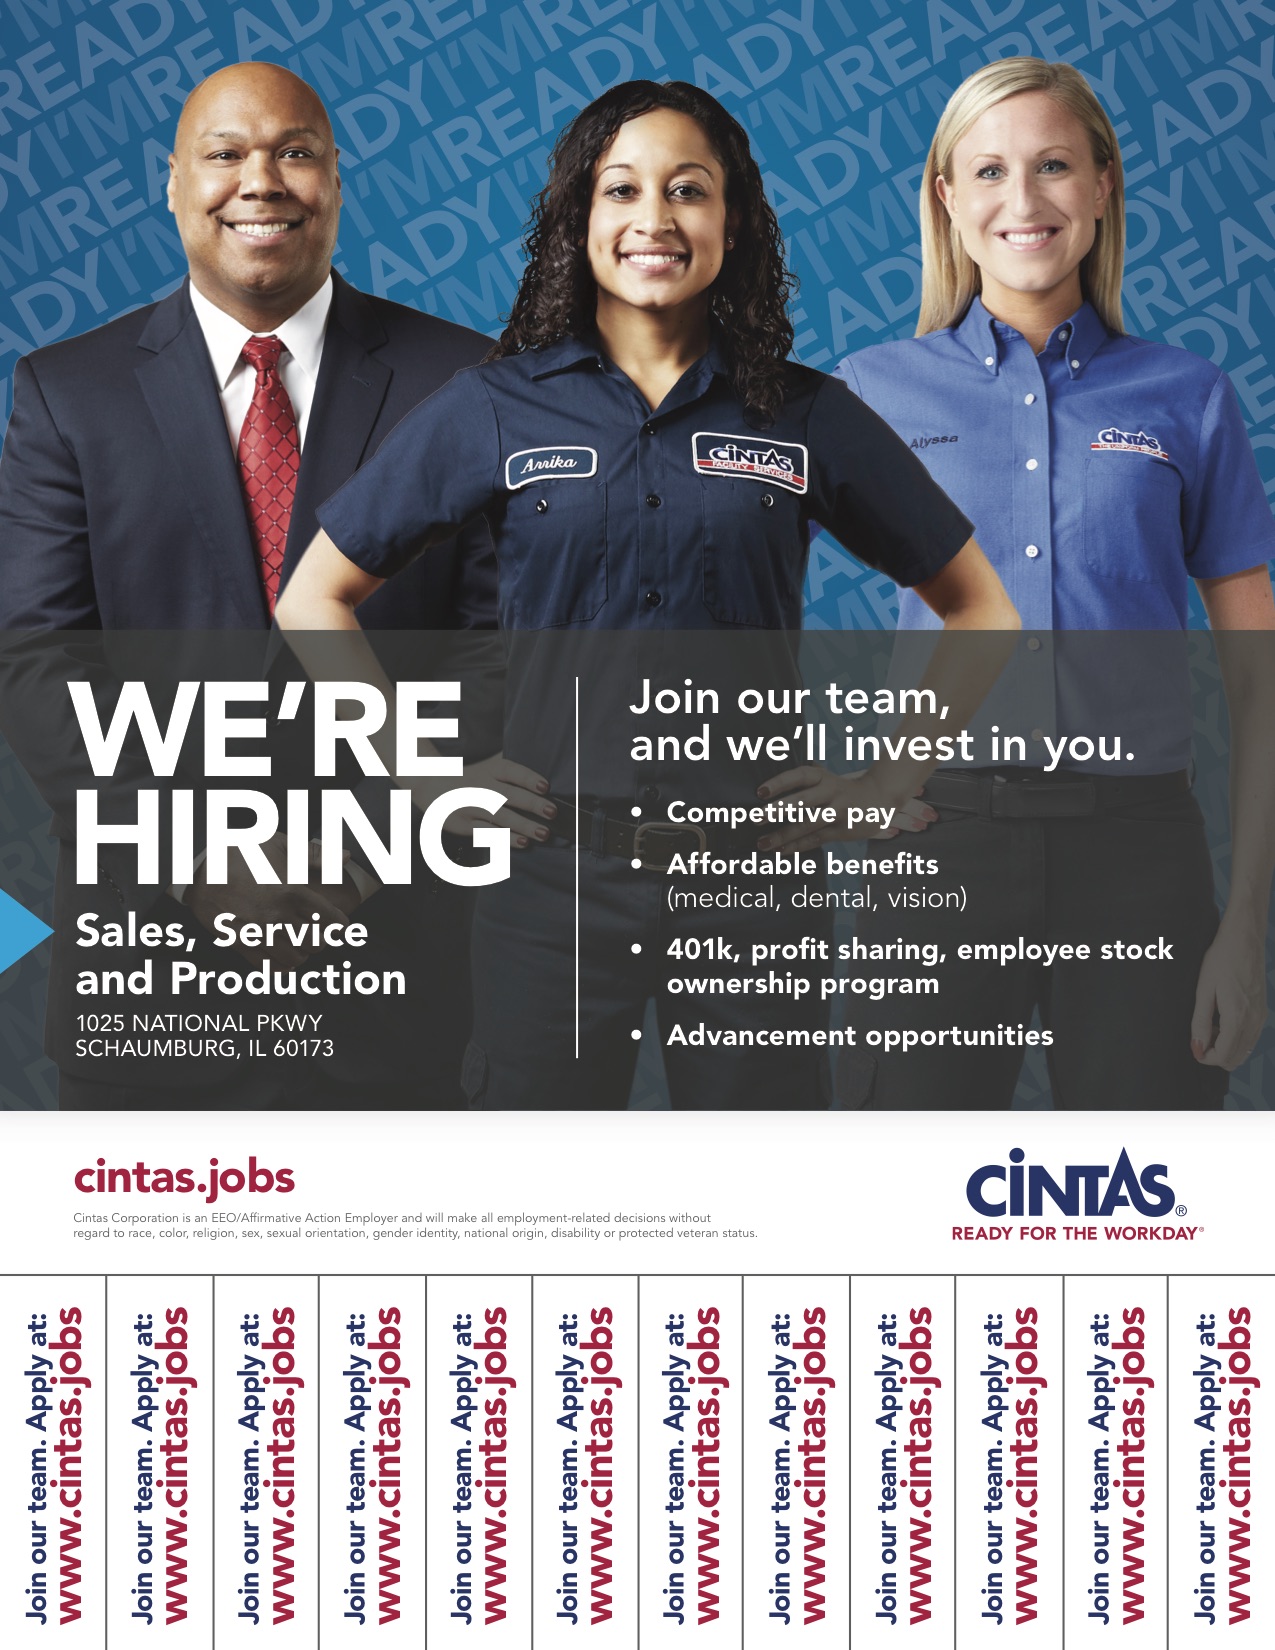 I'MREADYI'MREADY
Arrika
CINTAS
FACILITY SERVICES
Alyssa
CINTAS
WE'RE
HIRING
Sales, Service
and Production
1025 NATIONAL PKWY
SCHAUMBURG, IL 60173
Join our team,
and we'll invest in you.
• Competitive pay
• Affordable benefits
(medical, dental, vision)
• 401k, profit sharing, employee stock
ownership program
• Advancement opportunities
cintas.jobs
Cintas Corporation is an EEO/Affirmative Action Employer and will make all employment-related decisions without
regard to race, color, religion, sex, sexual orientation, gender identity, national origin, disability or protected veteran status.
CINTAS®
READY FOR THE WORKDAY®
Join our team. Apply at:
www.cintas.jobs
Join our team. Apply at:
www.cintas.jobs
Join our team. Apply at:
www.cintas.jobs
Join our team. Apply at:
www.cintas.jobs
Join our team. Apply at:
www.cintas.jobs
Join our team. Apply at:
www.cintas.jobs
Join our team. Apply at:
www.cintas.jobs
Join our team. Apply at:
www.cintas.jobs
Join our team. Apply at:
www.cintas.jobs
Join our team. Apply at:
www.cintas.jobs
Join our team. Apply at:
www.cintas.jobs
Join our team. Apply at:
www.cintas.jobs